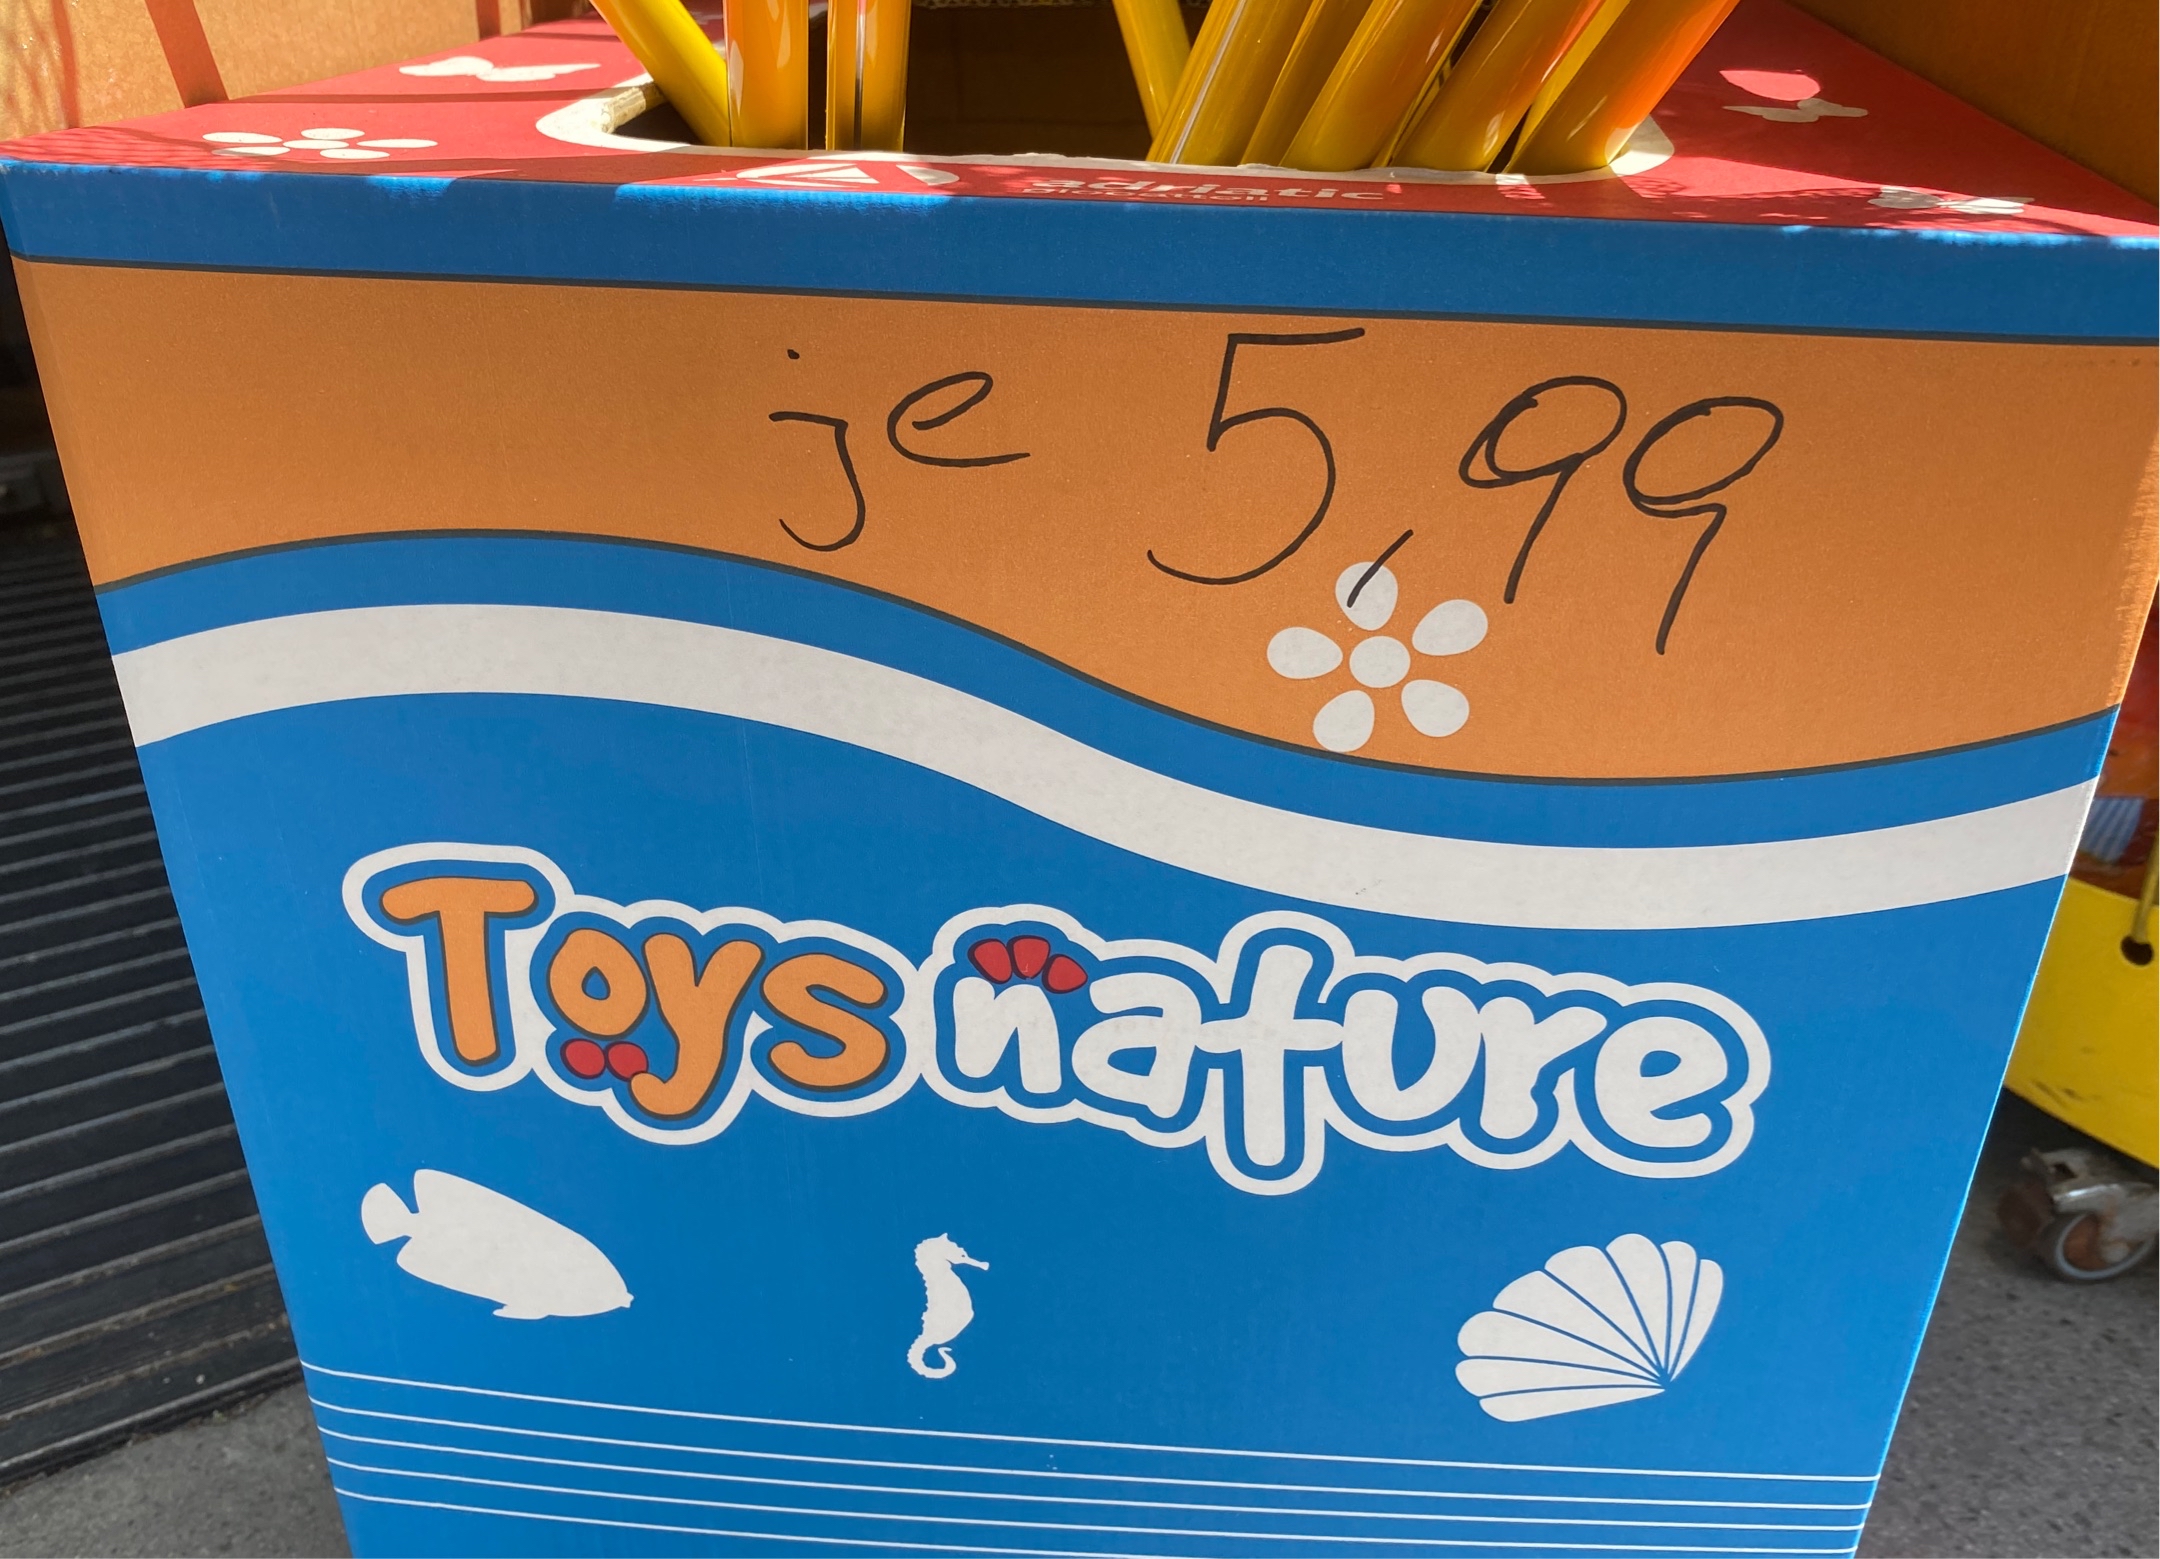 adriatic
je 5,99
Toys nature